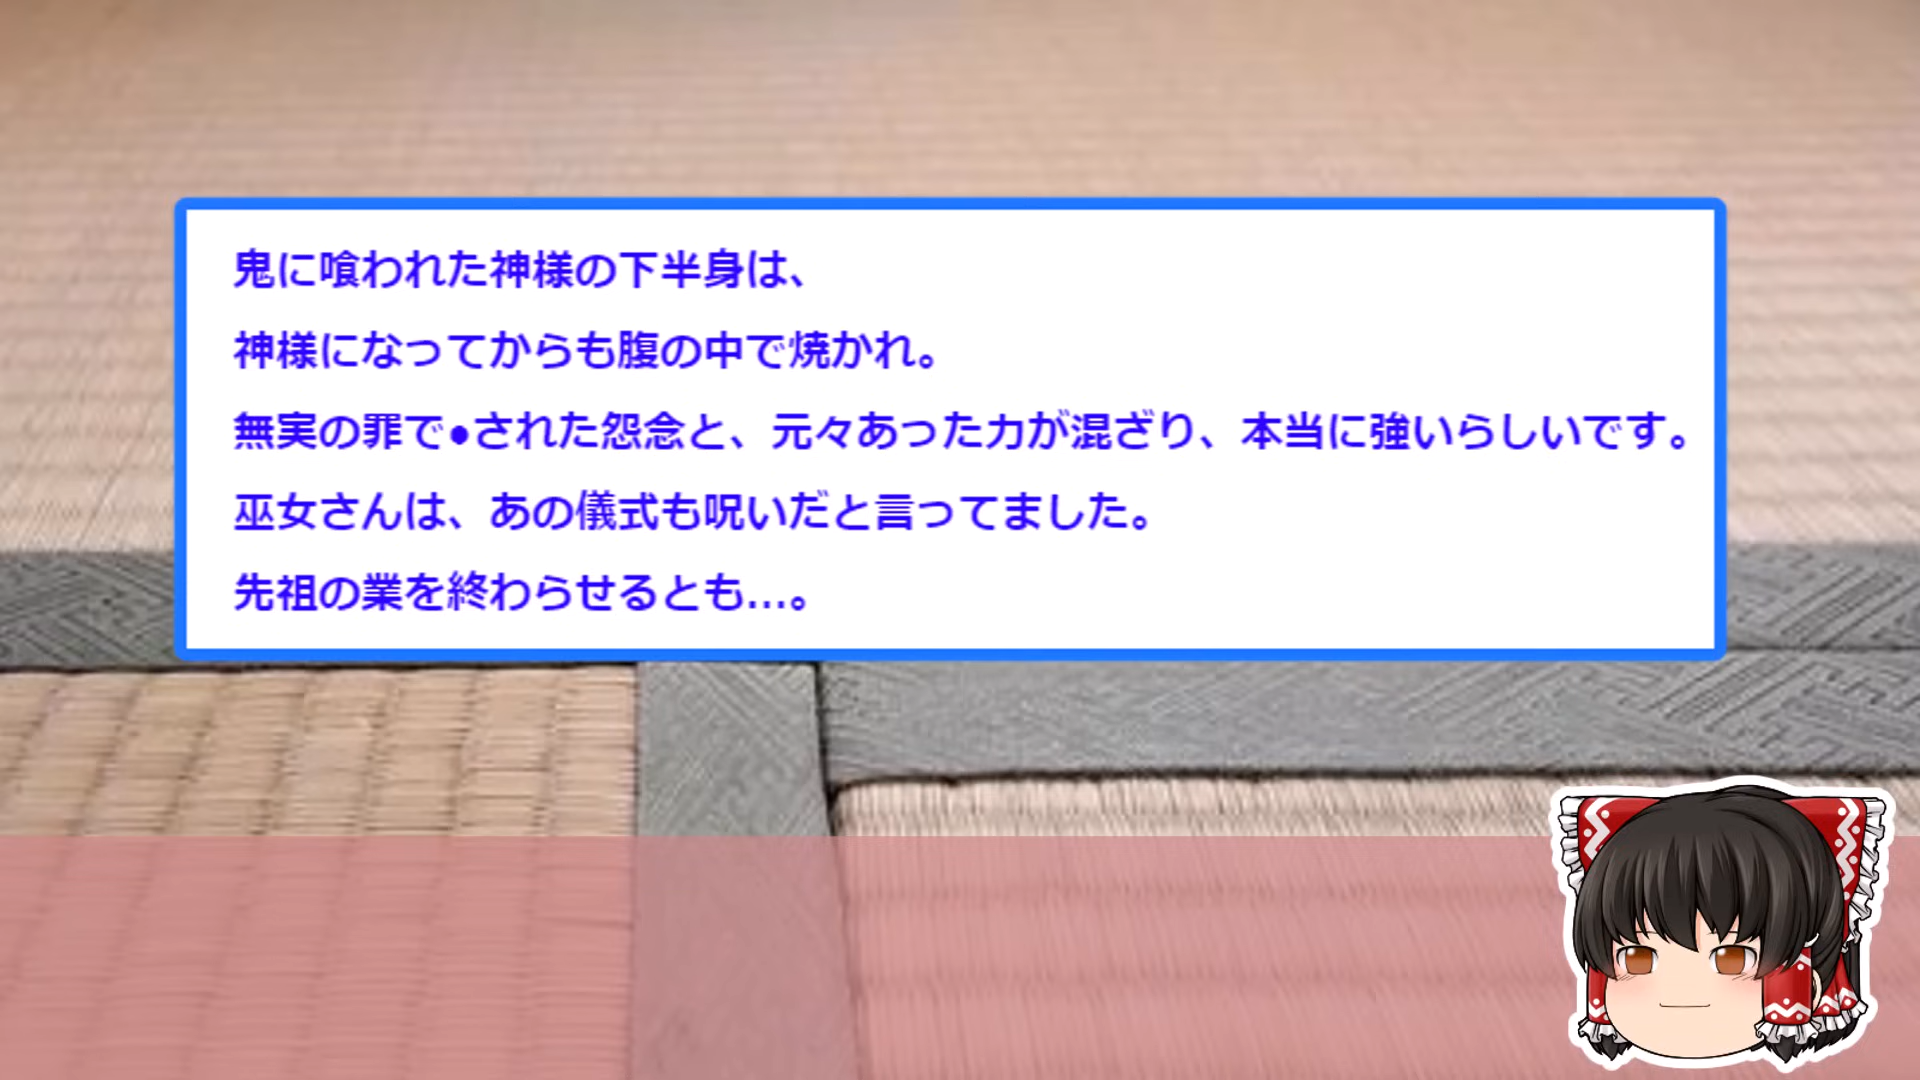 鬼に喰われた神様の下半身は、
神様になってからも腹の中で焼かれ。
無実の罪で●された怨念と、元々あった力が混ざり、本当に強いらしいです。
巫女さんは、あの儀式も呪いだと言ってました。
先祖の業を終わらせるとも…。